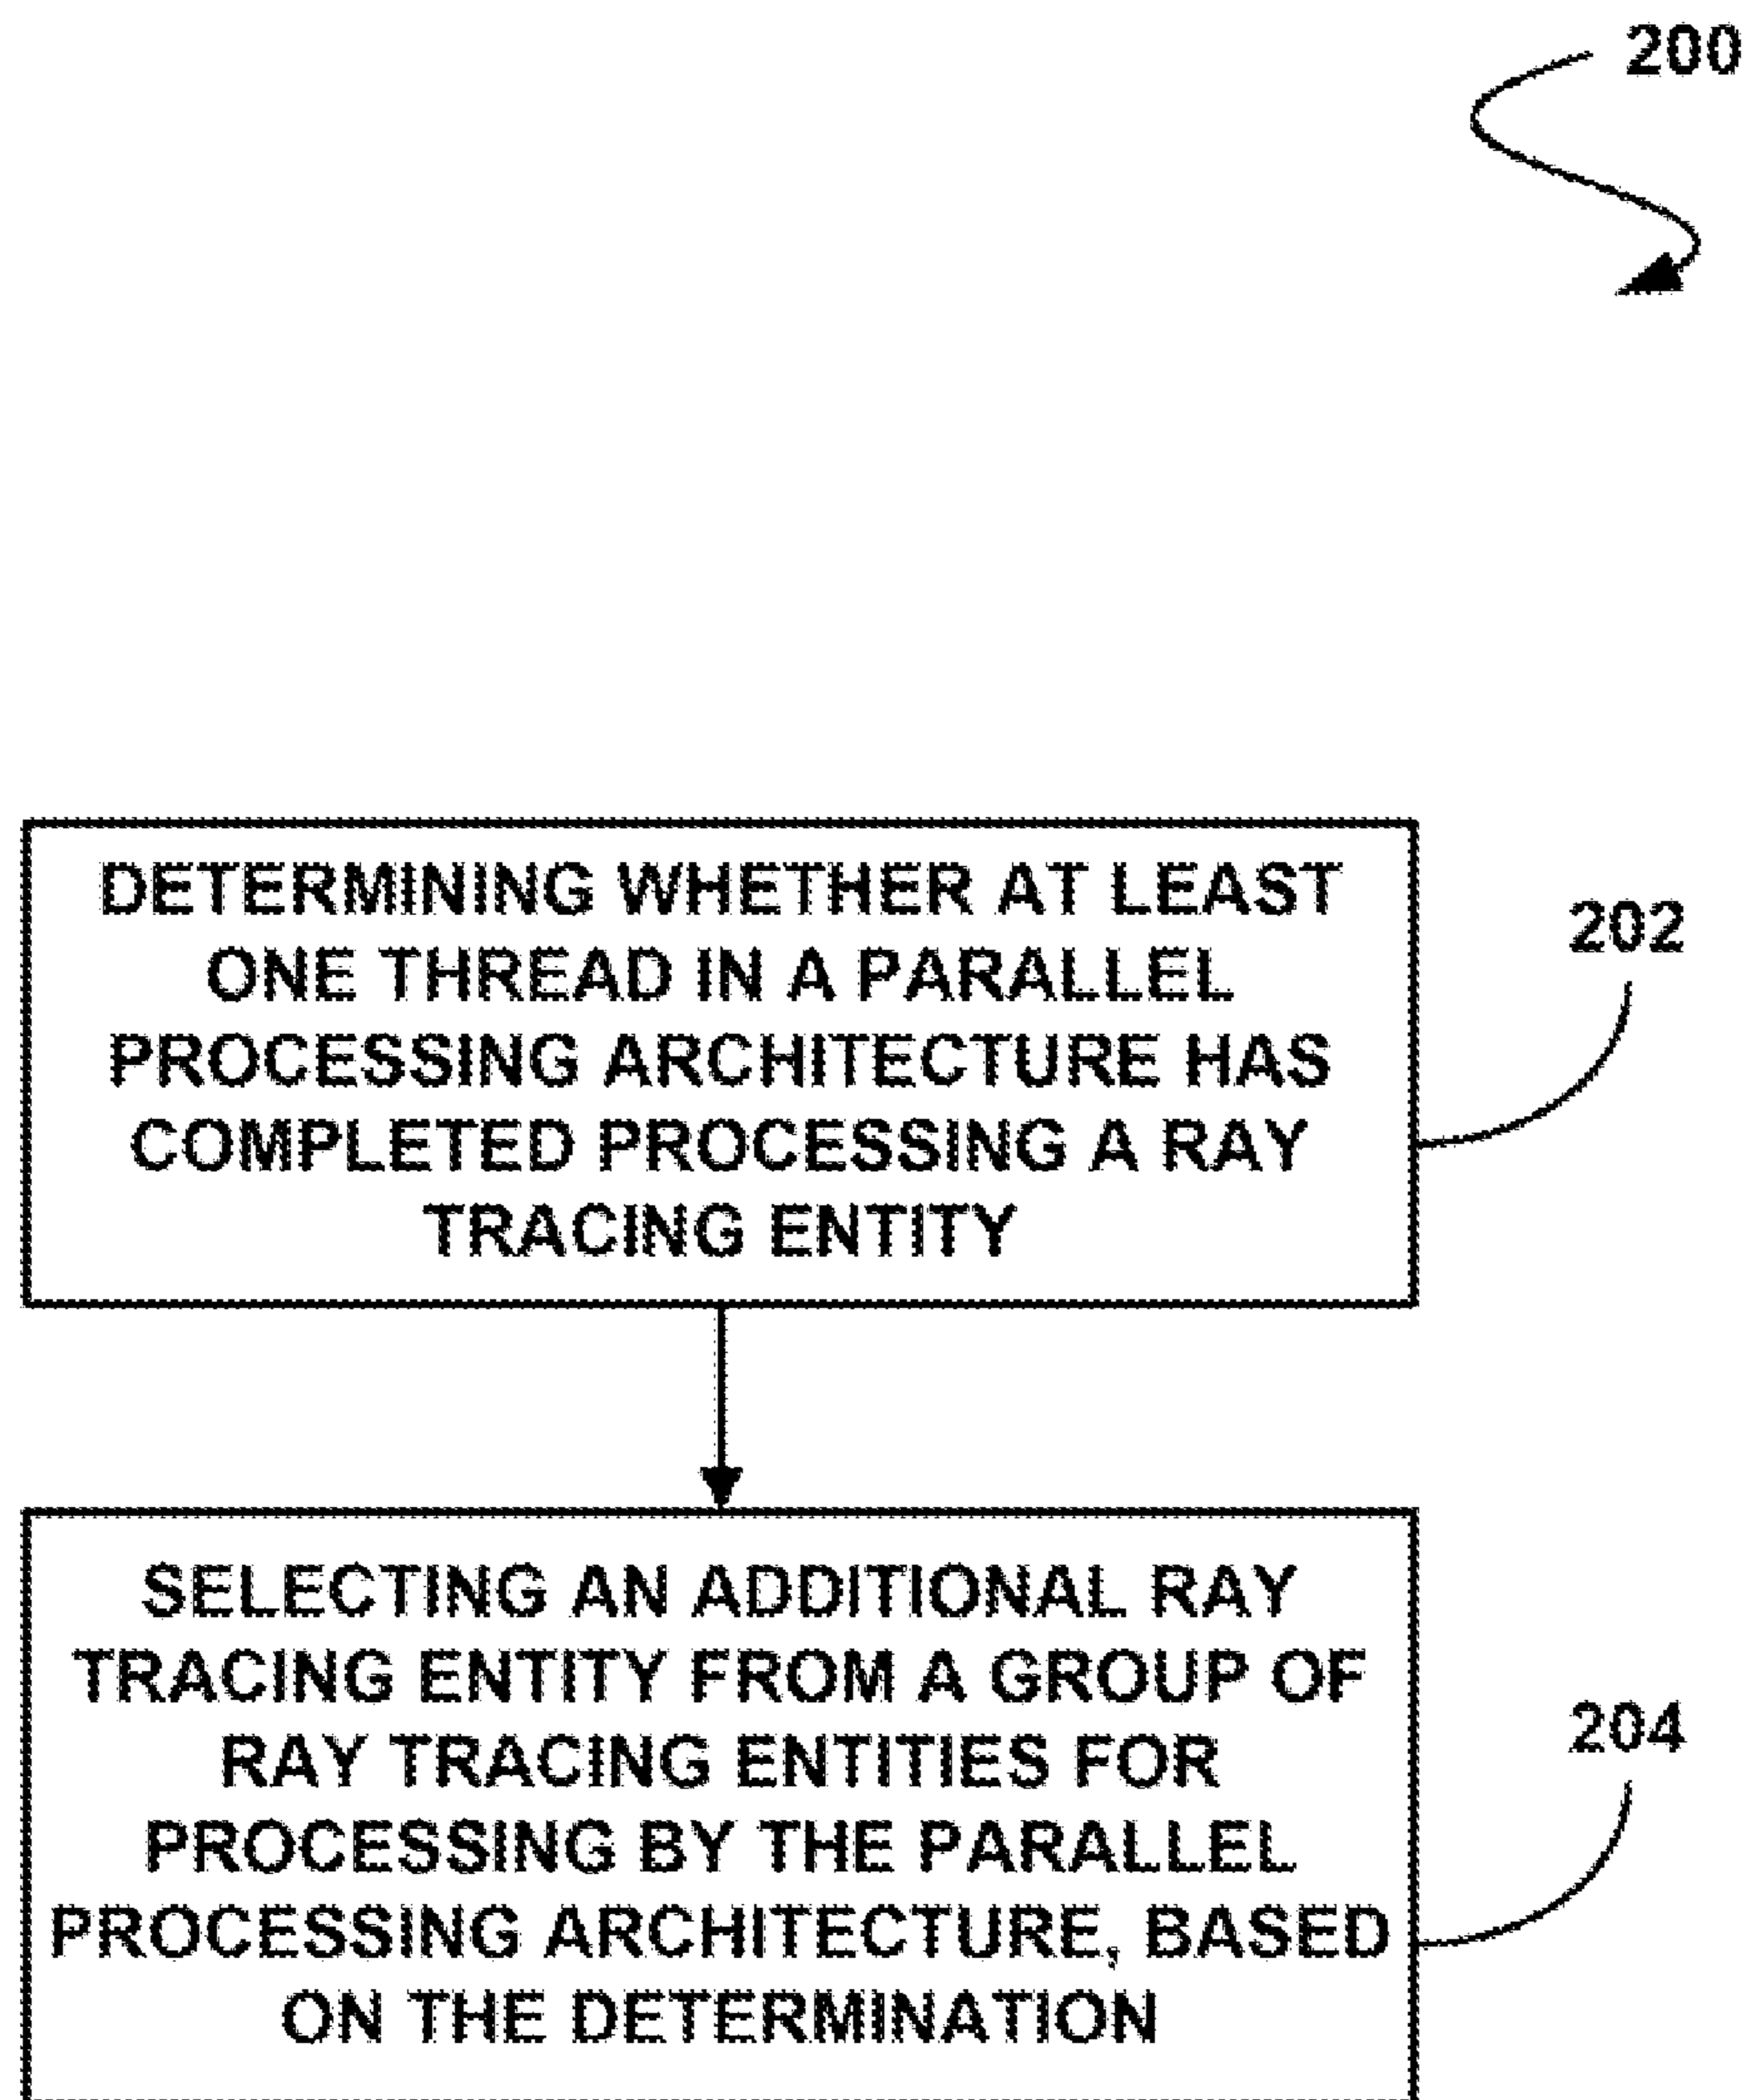 200
DETERMINING WHETHER AT LEAST
ONE THREAD IN A PARALLEL
PROCESSING ARCHITECTURE HAS
COMPLETED PROCESSING A RAY
TRACING ENTITY
202
SELECTING AN ADDITIONAL RAY
TRACING ENTITY FROM A GROUP OF
RAY TRACING ENTITIES FOR
PROCESSING BY THE PARALLEL
PROCESSING ARCHITECTURE, BASED
ON THE DETERMINATION
204